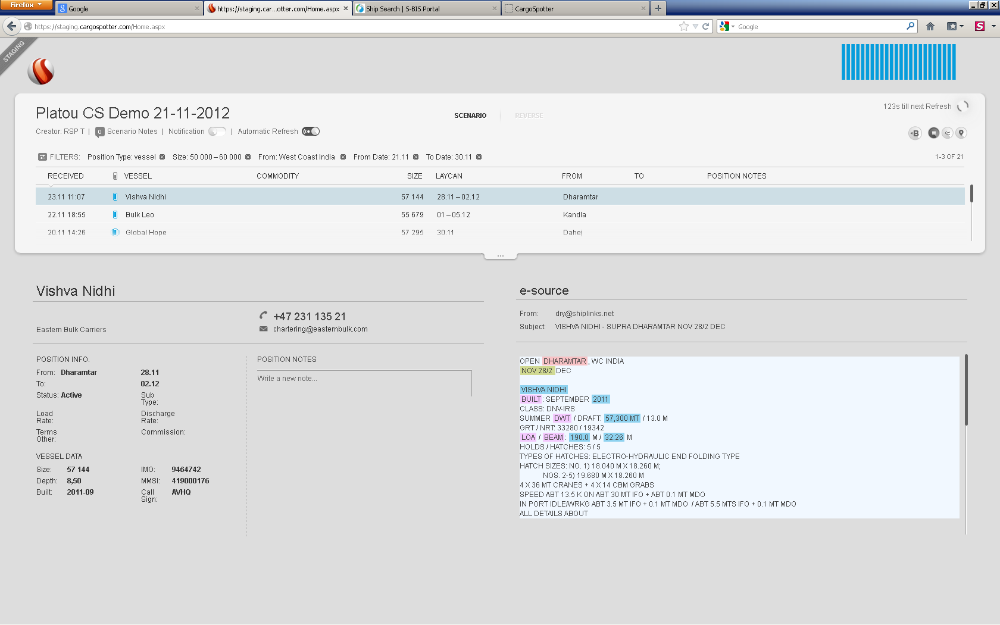 Firefox
Google
https://staging.car...otter.com/Home.aspx
Ship Search | S-BIS Portal
CargoSpotter
https://staging.cargospotter.com/Home.aspx
Google
STAGING
Platou CS Demo 21-11-2012
SCENARIO
REVERSE
123s till next Refresh
Creator: RSP T | 0 Scenario Notes | Notification | Automatic Refresh
B
FILTERS: Position Type: vessel Size: 50 000 – 60 000 From: West Coast India From Date: 21.11 To Date: 30.11
1-3 OF 21
RECEIVED VESSEL COMMODITY SIZE LAYCAN FROM TO POSITION NOTES
23.11 11:07 Vishva Nidhi 57 144 28.11 – 02.12 Dharamtar
22.11 18:55 Bulk Leo 55 679 01 – 05.12 Kandla
20.11 14:26 Global Hope 57 295 30.11 Dahej
...
Vishva Nidhi
Eastern Bulk Carriers
+47 231 135 21
chartering@easternbulk.com
POSITION INFO.
From: Dharamtar 28.11
To: 02.12
Status: Active Sub Type:
Load Rate: Discharge Rate:
Terms Other: Commission:
VESSEL DATA
Size: 57 144 IMO: 9464742
Depth: 8,50 MMSI: 419000176
Built: 2011-09 Call Sign: AVHQ
POSITION NOTES
Write a new note...
e-source
From: dry@shiplinks.net
Subject: VISHVA NIDHI - SUPRA DHARAMTAR NOV 28/2 DEC
OPEN DHARAMTAR , WC INDIA
NOV 28/2 DEC
VISHVA NIDHI
BUILT: SEPTEMBER 2011
CLASS: DNV-IRS
SUMMER DWT / DRAFT: 57,300 MT / 13.0 M
GRT / NRT: 33280 / 19342
LOA / BEAM : 190.0 M / 32.26 M
HOLDS / HATCHES: 5 / 5
TYPES OF HATCHES: ELECTRO-HYDRAULIC END FOLDING TYPE
HATCH SIZES: NO. 1) 18.040 M X 18.260 M;
NOS. 2-5) 19.680 M X 18.260 M
4 X 36 MT CRANES + 4 X 14 CBM GRABS
SPEED ABT 13.5 K ON ABT 30 MT IFO + ABT 0.1 MT MDO
IN PORT IDLE/WRKG ABT 3.5 MT IFO + 0.1 MT MDO / ABT 5.5 MTS IFO + 0.1 MT MDO
ALL DETAILS ABOUT